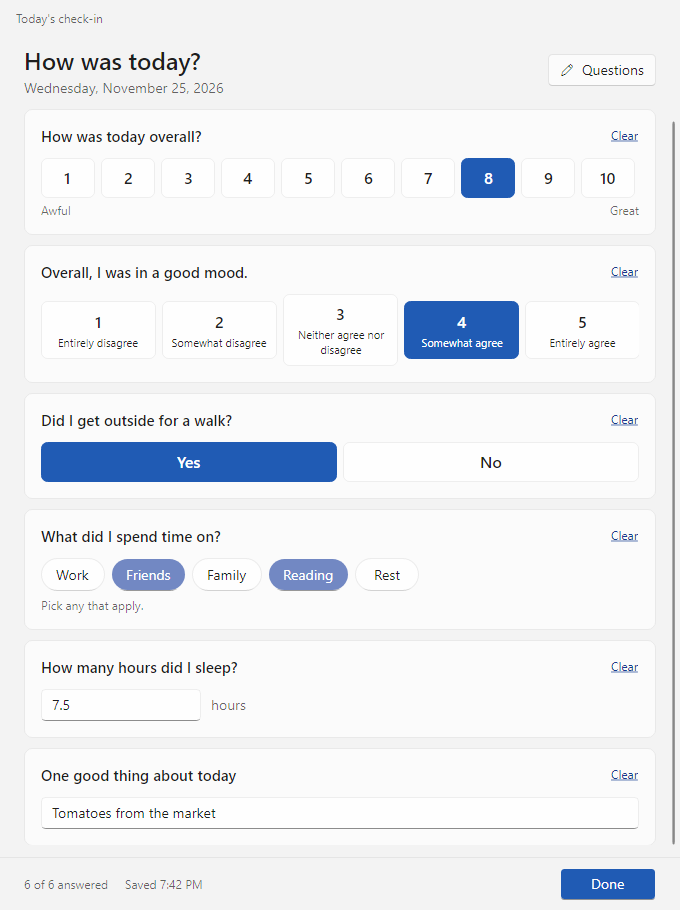 Today's check-in
How was today?
Questions
Wednesday, November 25, 2026
How was today overall?
Clear
1
2
3
4
5
6
7
8
9
10
Awful
Great
Overall, I was in a good mood.
Clear
1
Entirely disagree
2
Somewhat disagree
3
Neither agree nor
disagree
4
Somewhat agree
5
Entirely agree
Did I get outside for a walk?
Clear
Yes
No
What did I spend time on?
Clear
Work
Friends
Family
Reading
Rest
Pick any that apply.
How many hours did I sleep?
Clear
7.5
hours
One good thing about today
Clear
Tomatoes from the market
6 of 6 answered
Saved 7:42 PM
Done